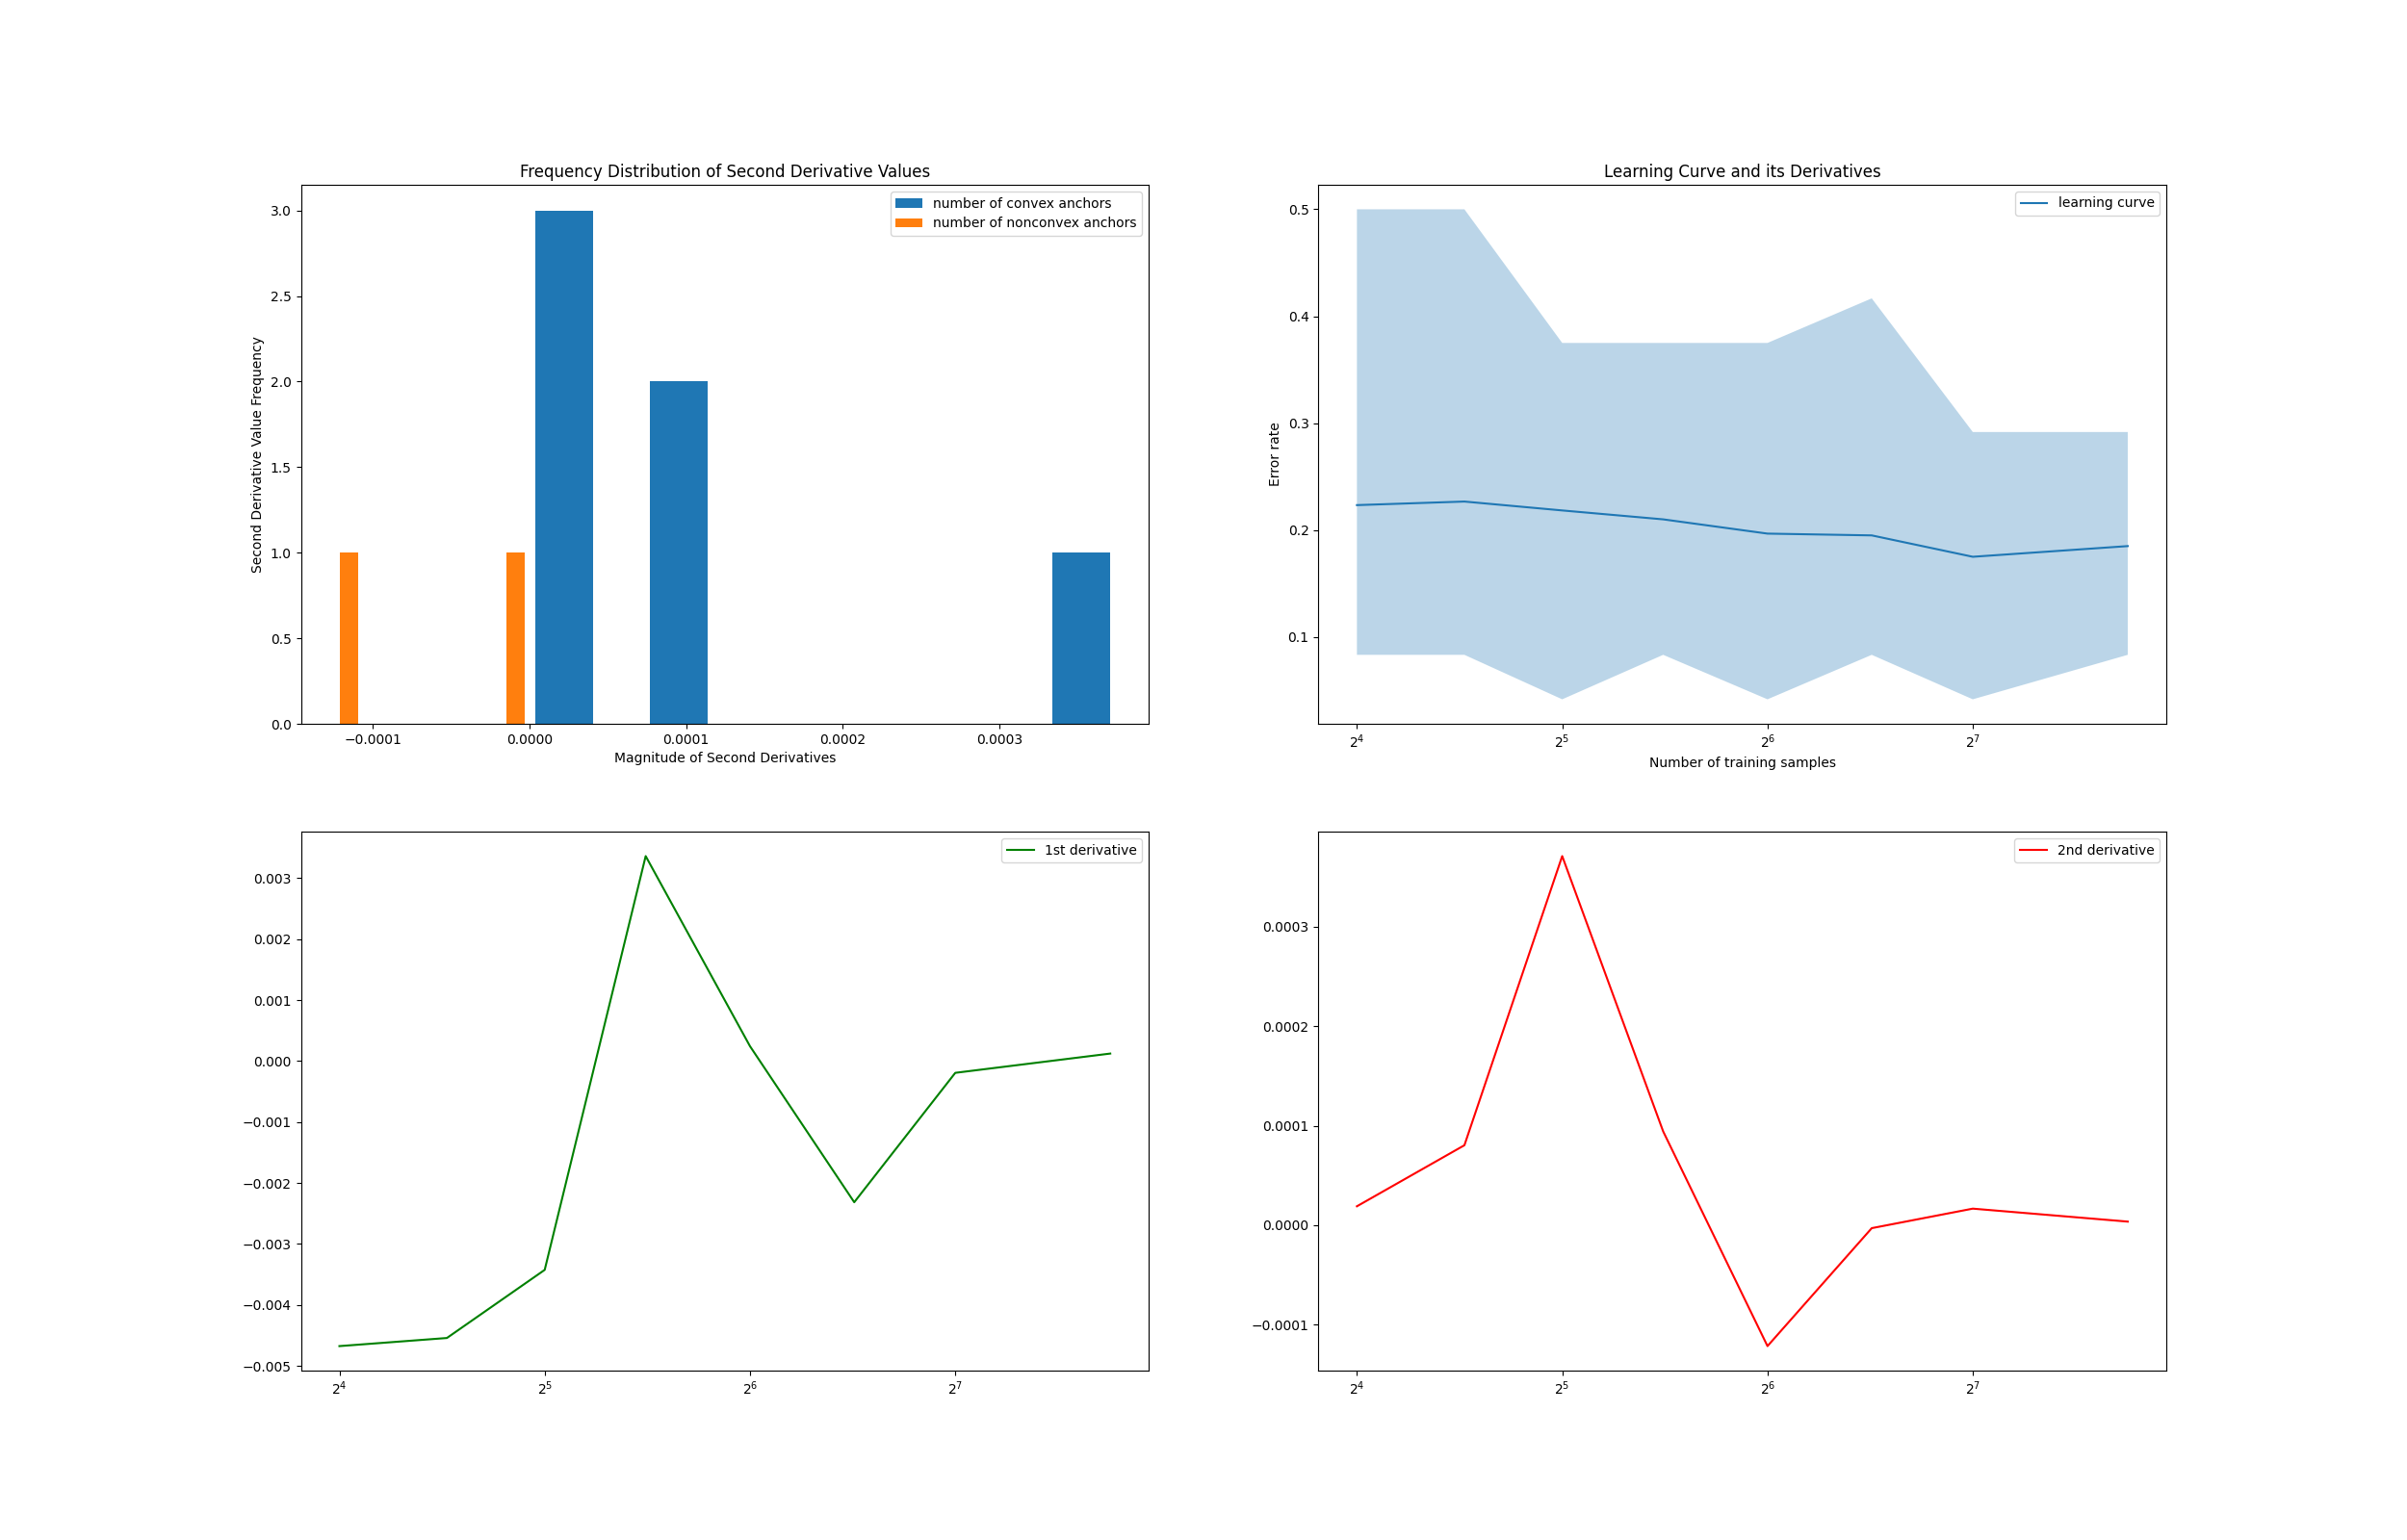 Frequency Distribution of Second Derivative Values
number of convex anchors
number of nonconvex anchors
3.0
2.5
2.0
1.5
1.0
0.5
0.0
Second Derivative Value Frequency
−0.0001 0.0000 0.0001 0.0002 0.0003
Magnitude of Second Derivatives
Learning Curve and its Derivatives
learning curve
0.5
0.4
0.3
0.2
0.1
Error rate
2⁴ 2⁵ 2⁶ 2⁷
Number of training samples
1st derivative
0.003
0.002
0.001
0.000
−0.001
−0.002
−0.003
−0.004
−0.005
2⁴ 2⁵ 2⁶ 2⁷
2nd derivative
0.0003
0.0002
0.0001
0.0000
−0.0001
2⁴ 2⁵ 2⁶ 2⁷